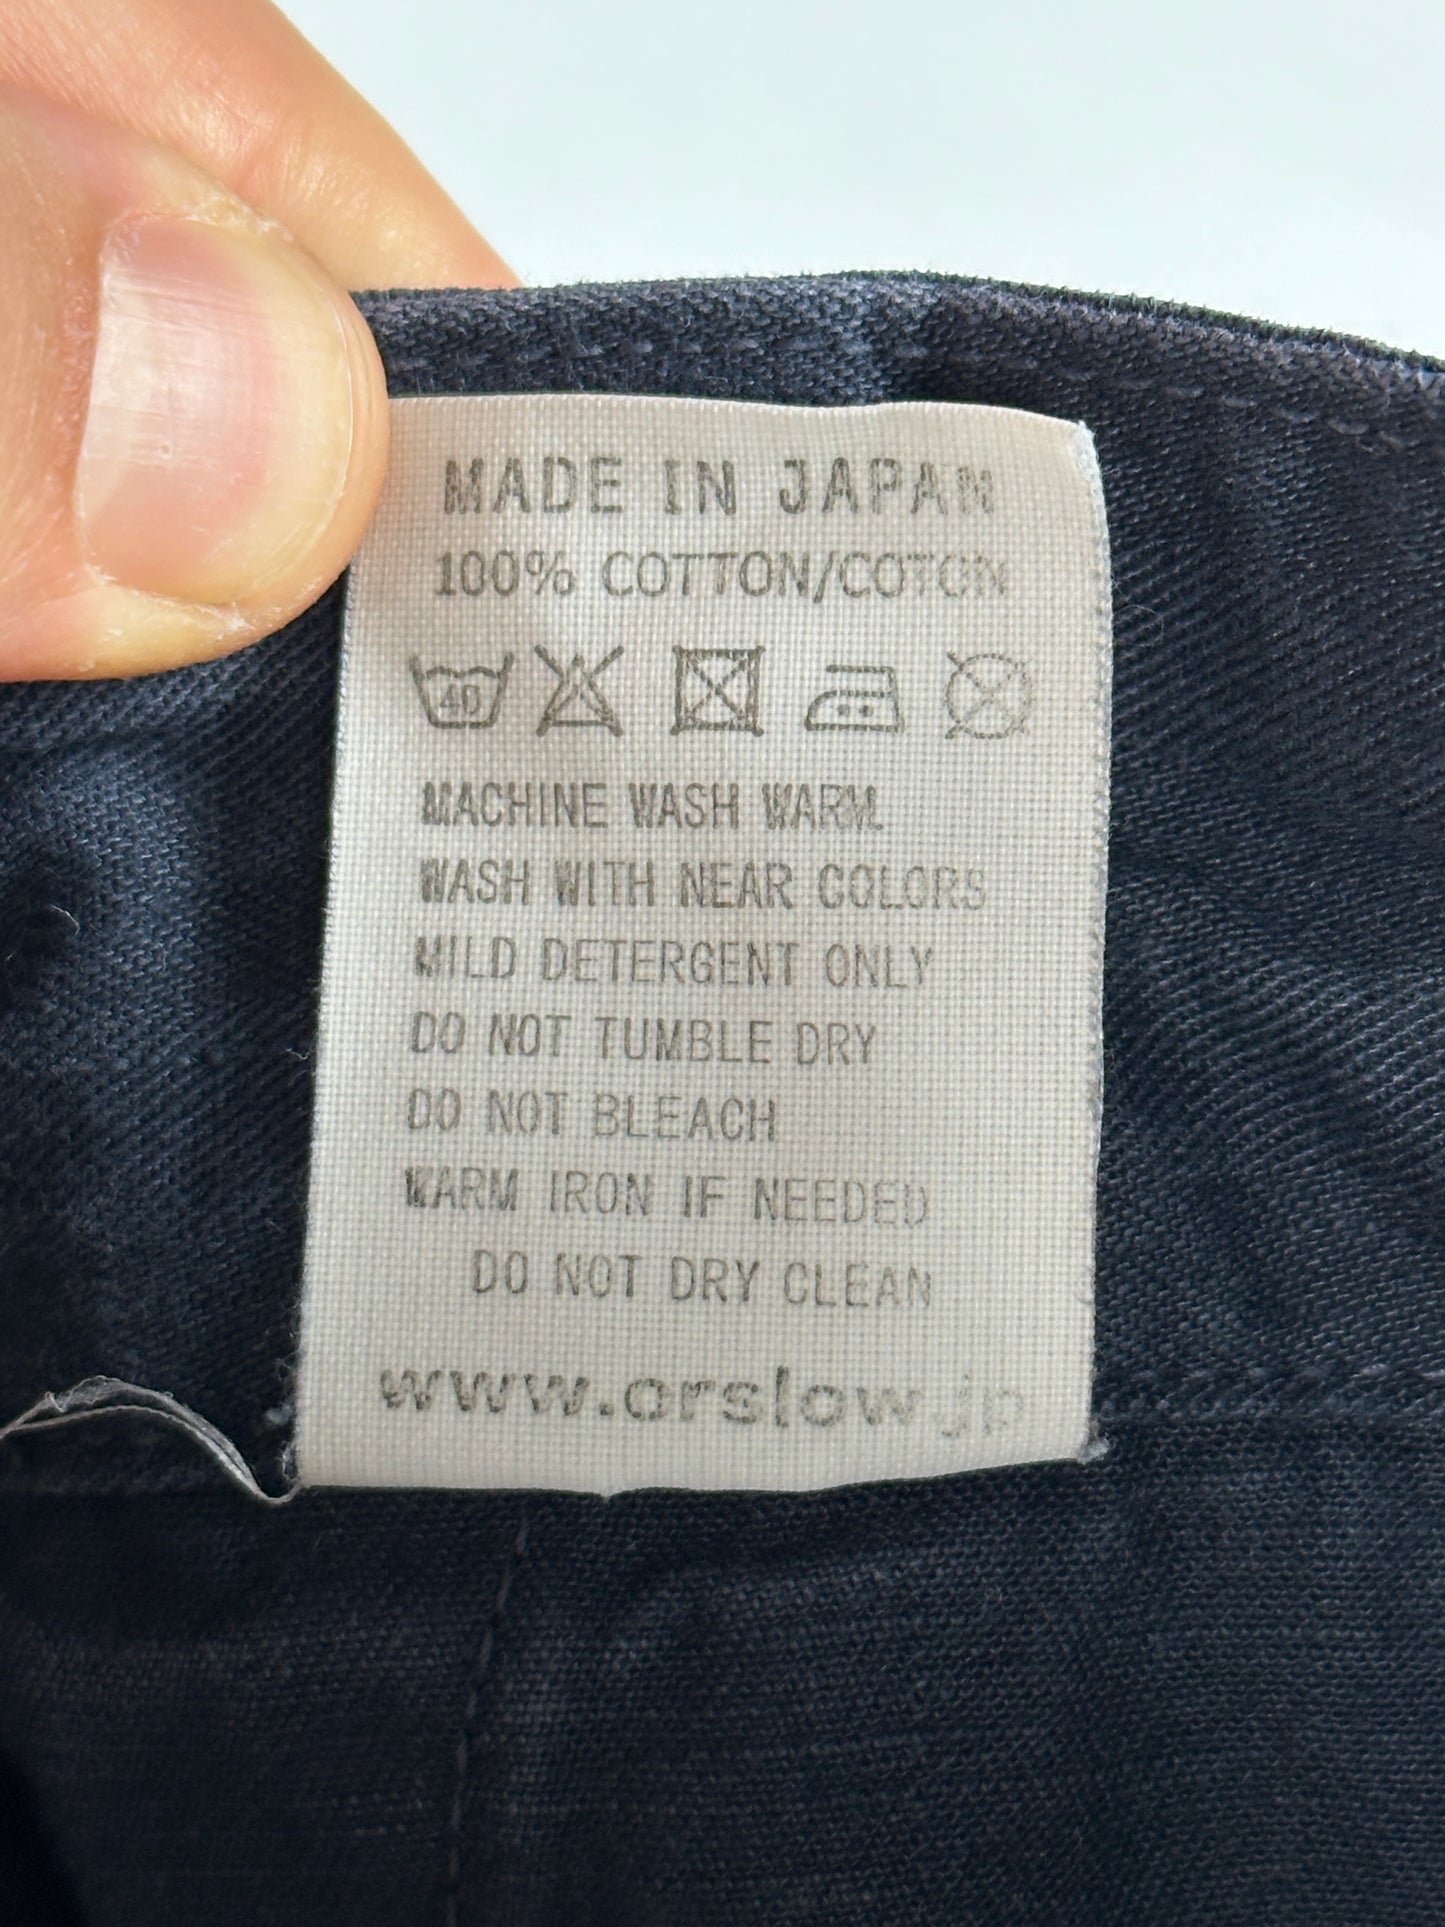 MADE IN JAPAN
100% COTTON/COTON
40
MACHINE WASH WARM.
WASH WITH NEAR COLORS
MILD DETERGENT ONLY
DO NOT TUMBLE DRY
DO NOT BLEACH
WARM IRON IF NEEDED
DO NOT DRY CLEAN
www.orslow.jp